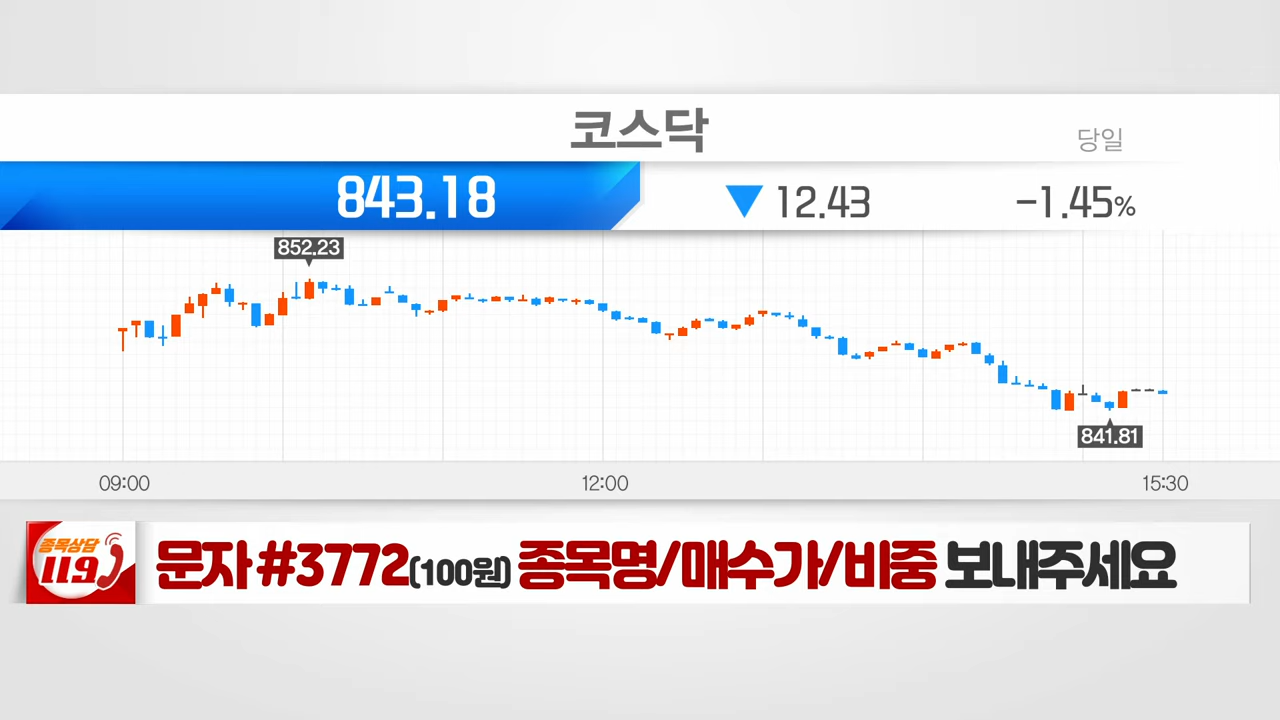 코스닥
당일
843.18 ▼ 12.43 -1.45%
852.23
841.81
09:00 12:00 15:30
종목상담
119
문자 #3772(100원) 종목명/매수가/비중 보내주세요